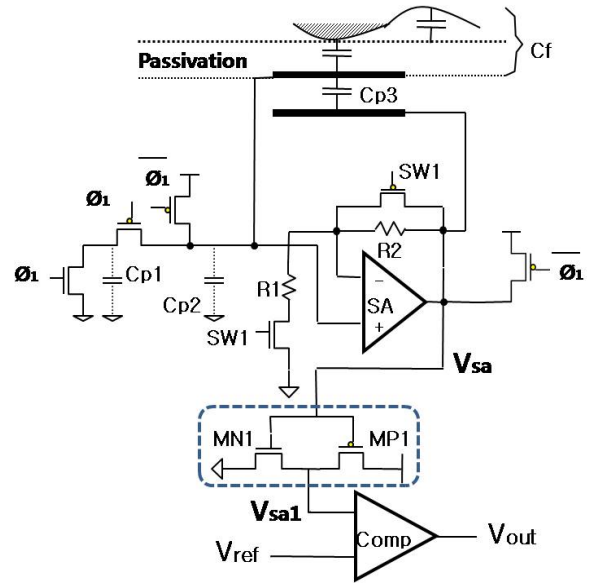 Cf
Passivation
Cp3
SW1
Ø1
Ø1
Ø1
Cp1
Cp2
R1
R2
Ø1
SW1
−
SA
+
Vsa
MN1
MP1
Vsa1
Vref
Comp
Vout